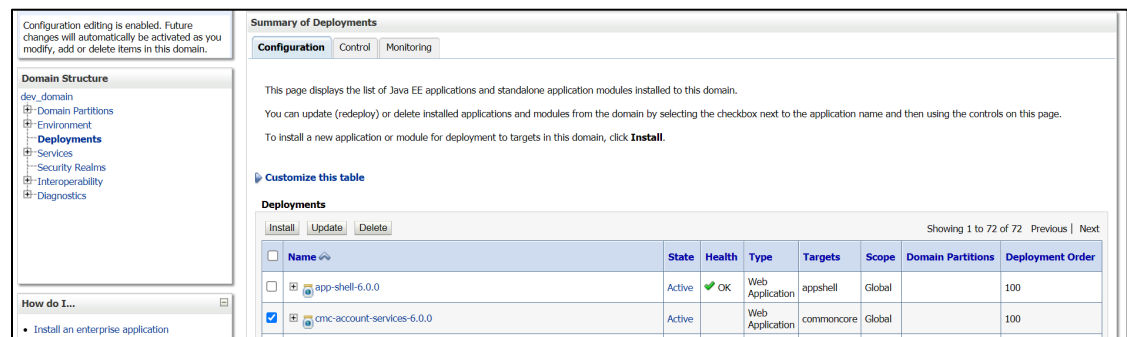 Configuration editing is enabled. Future
changes will automatically be activated as you
modify, add or delete items in this domain.
Domain Structure
dev_domain
Domain Partitions
Environment
Deployments
Services
Security Realms
Interoperability
Diagnostics
How do I...
Install an enterprise application
Summary of Deployments
Configuration Control Monitoring
This page displays the list of Java EE applications and standalone application modules installed to this domain.
You can update (redeploy) or delete installed applications and modules from the domain by selecting the checkbox next to the application name and then using the controls on this page.
To install a new application or module for deployment to targets in this domain, click Install.
Customize this table
Deployments
Install Update Delete Showing 1 to 72 of 72 Previous | Next
Name State Health Type Targets Scope Domain Partitions Deployment Order
app-shell-6.0.0 Active OK Web Application appshell Global 100
cmc-account-services-6.0.0 Active Web Application commoncore Global 100